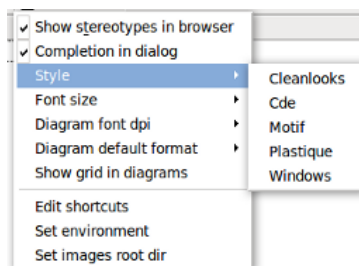 Show stereotypes in browser
Completion in dialog
Style
Font size
Diagram font dpi
Diagram default format
Show grid in diagrams
Edit shortcuts
Set environment
Set images root dir
Cleanlooks
Cde
Motif
Plastique
Windows